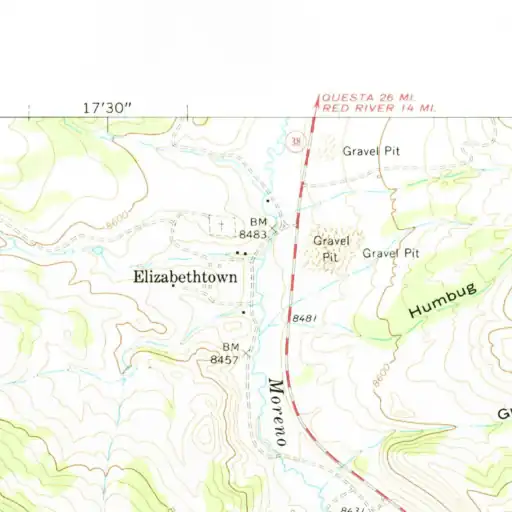 QUESTA 26 MI.
RED RIVER 14 MI.
17'30"
38
Gravel Pit
8600
BM
8483
Gravel
Pit
Gravel Pit
Elizabethtown
Humbug
8481
BM
8457
8600
Moreno
G
8431